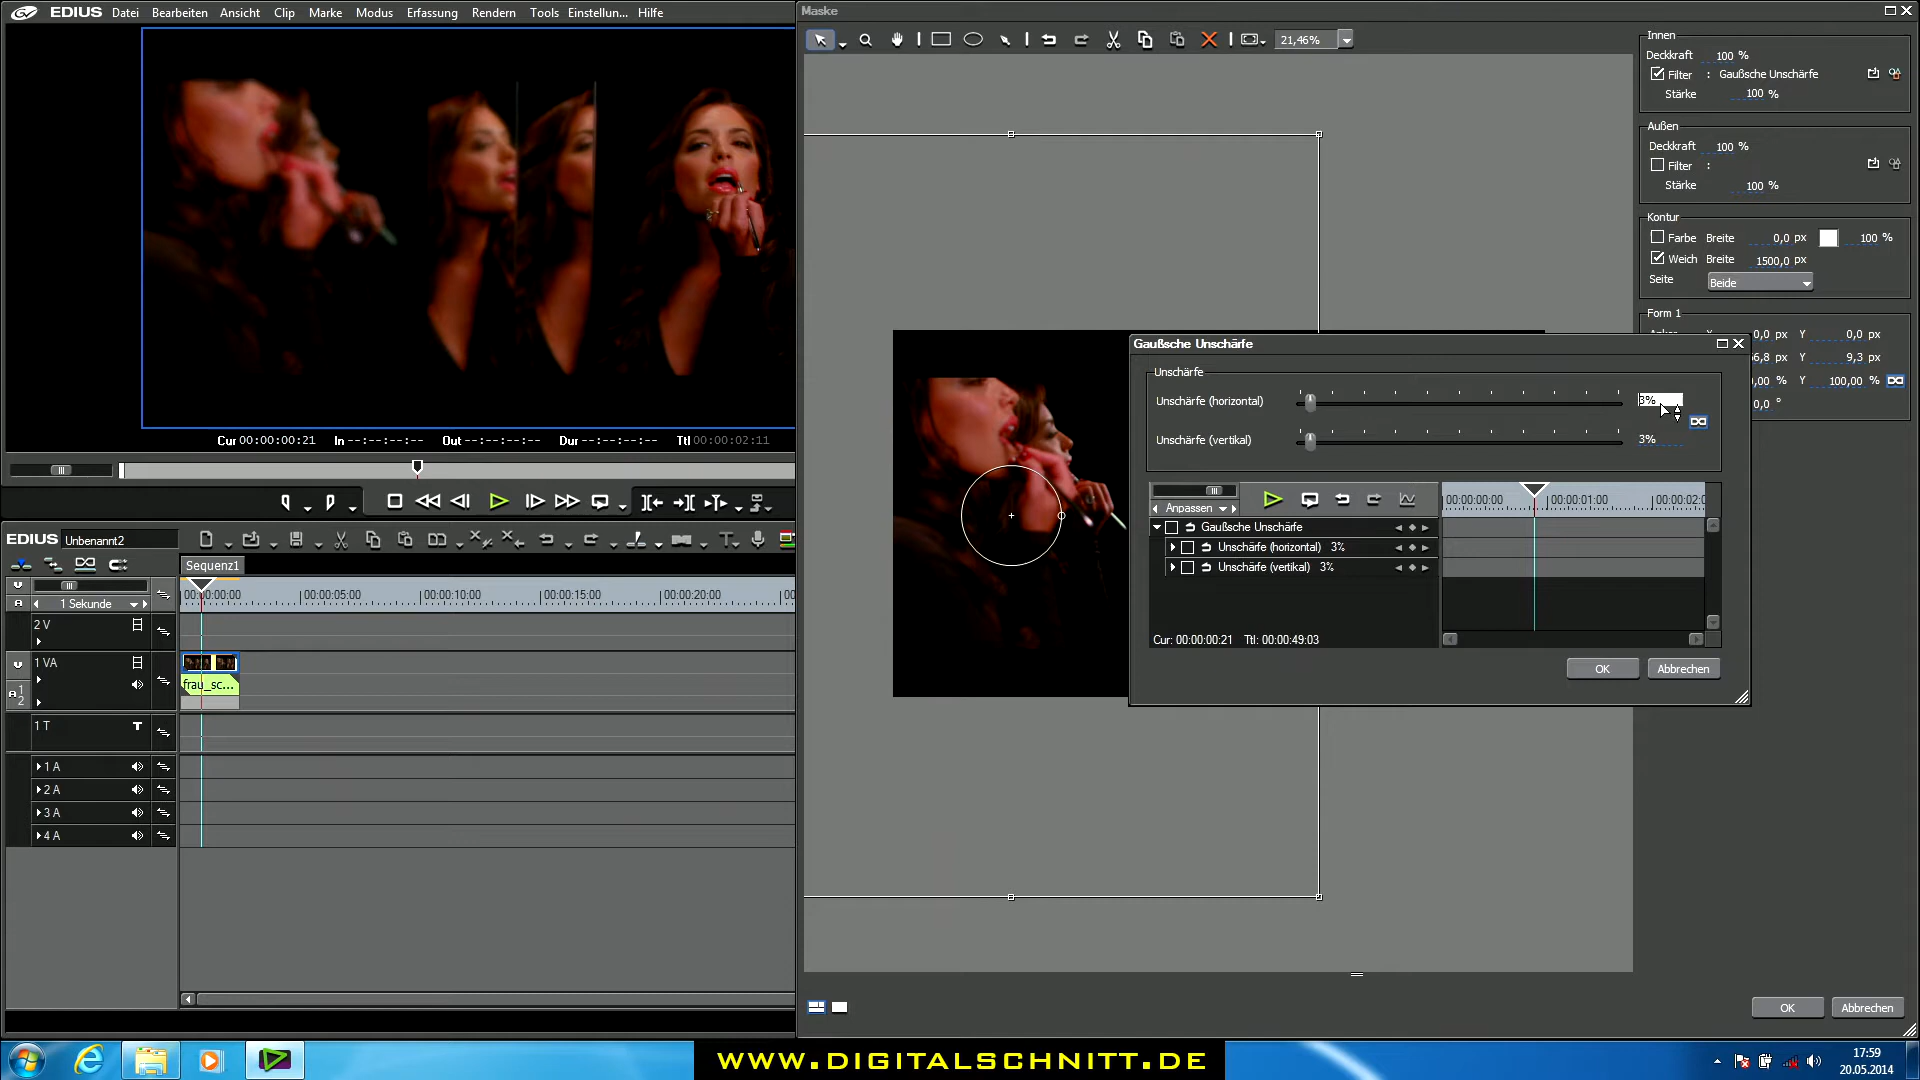 EDIUS Datei Bearbeiten Ansicht Clip Marke Modus Erfassung Rendern Tools Einstellun... Hilfe
Cur 00:00:00:21 In --:--:--:-- Out --:--:--:-- Dur --:--:--:-- Ttl 00:00:02:11
EDIUS Unbenannt2
Sequenz1
1 Sekunde
00:00:00:00 00:00:05:00 00:00:10:00 00:00:15:00 00:00:20:00 00
2 V
1 VA
frau_sc...
1
2
1 T T
1 A
2 A
3 A
4 A
Maske
21,46%
Innen
Deckkraft 100 %
Filter : Gaußsche Unschärfe
Stärke 100 %
Außen
Deckkraft 100 %
Filter :
Stärke 100 %
Kontur
Farbe Breite 0,0 px 100 %
Weich Breite 1500,0 px
Seite Beide
Form 1
0,0 px Y 0,0 px
6,8 px Y 9,3 px
,00 % Y 100,00 %
0,0 °
Gaußsche Unschärfe
Unschärfe
Unschärfe (horizontal) 3%
Unschärfe (vertikal) 3%
Anpassen
00:00:00:00 00:00:01:00 00:00:02:0
Gaußsche Unschärfe
Unschärfe (horizontal) 3%
Unschärfe (vertikal) 3%
Cur: 00:00:00:21 Ttl: 00:00:49:03
OK Abbrechen
OK Abbrechen
WWW.DIGITALSCHNITT.DE
17:59
20.05.2014